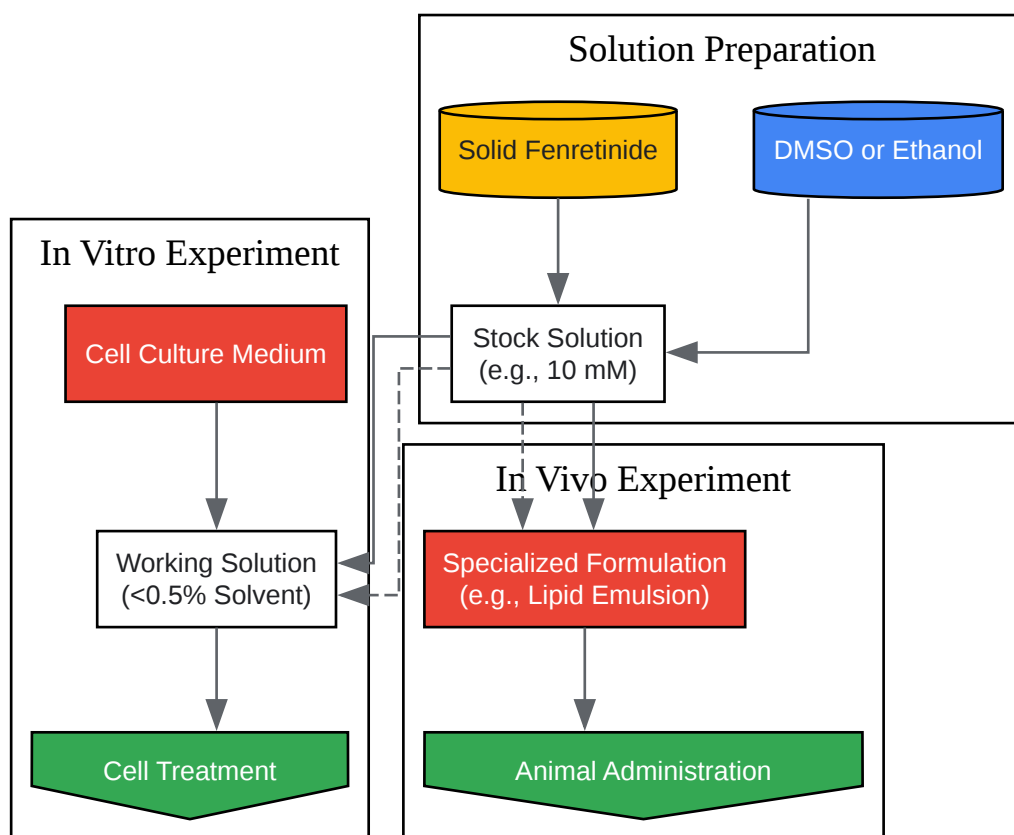 Solution Preparation
Solid Fenretinide
DMSO or Ethanol
Stock Solution
(e.g., 10 mM)
In Vitro Experiment
Cell Culture Medium
Working Solution
(<0.5% Solvent)
Cell Treatment
In Vivo Experiment
Specialized Formulation
(e.g., Lipid Emulsion)
Animal Administration